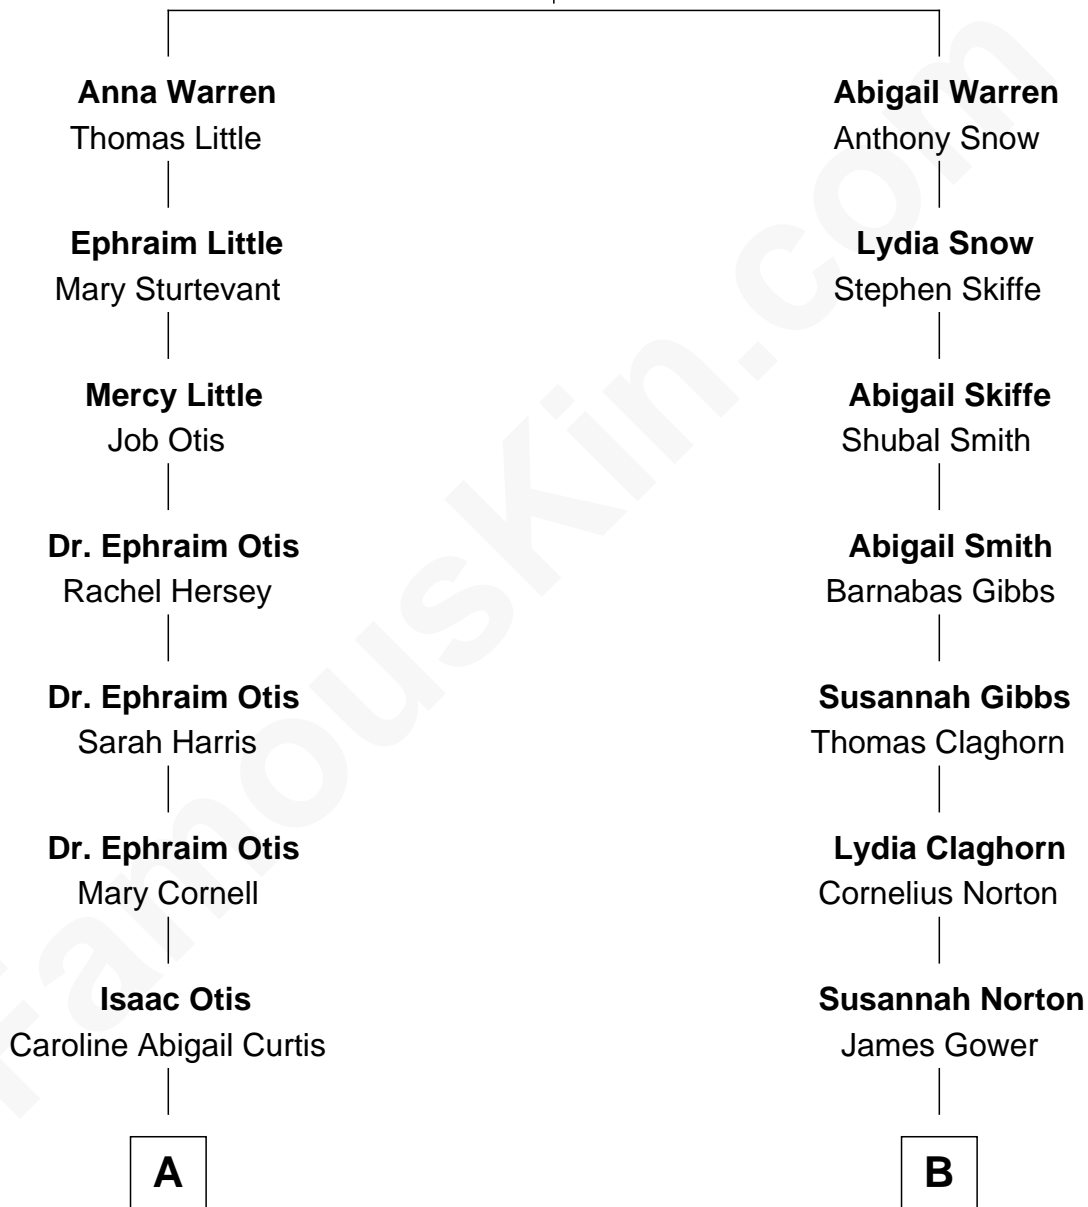 Anna Warren
Thomas Little
Abigail Warren
Anthony Snow
Ephraim Little
Mary Sturtevant
Lydia Snow
Stephen Skiffe
Mercy Little
Job Otis
Abigail Skiffe
Shubal Smith
Dr. Ephraim Otis
Rachel Hersey
Abigail Smith
Barnabas Gibbs
Dr. Ephraim Otis
Sarah Harris
Susannah Gibbs
Thomas Claghorn
Dr. Ephraim Otis
Mary Cornell
Lydia Claghorn
Cornelius Norton
Isaac Otis
Caroline Abigail Curtis
Susannah Norton
James Gower
A
B
FamousKin.com